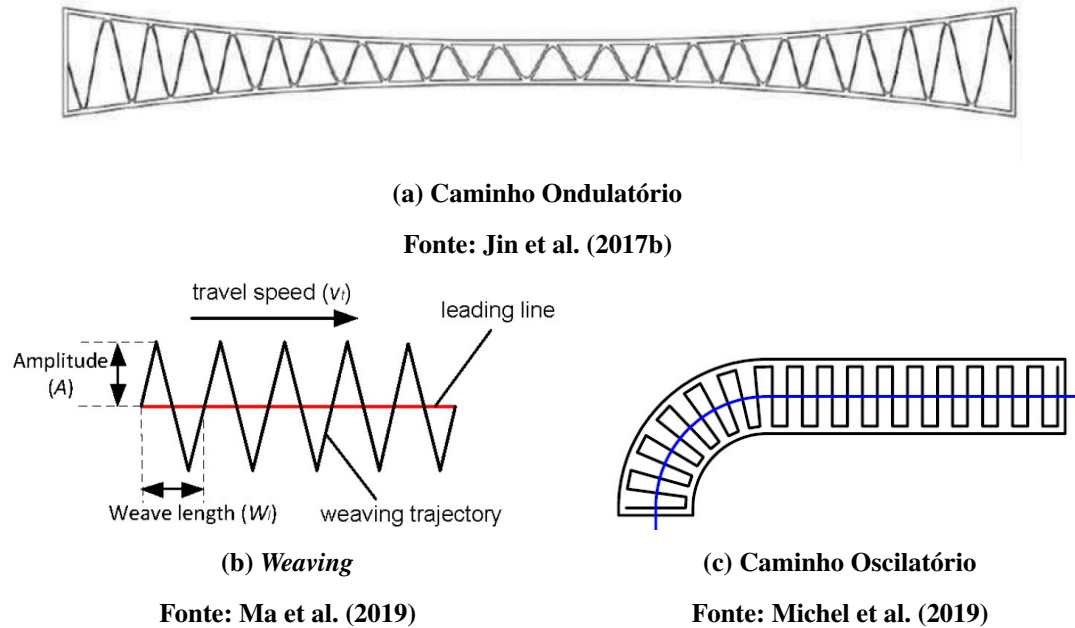 (a) Caminho Ondulatório
Fonte: Jin et al. (2017b)
travel speed (vt)
leading line
Amplitude
(A)
Weave length (Wl)
weaving trajectory
(b) Weaving
Fonte: Ma et al. (2019)
(c) Caminho Oscilatório
Fonte: Michel et al. (2019)